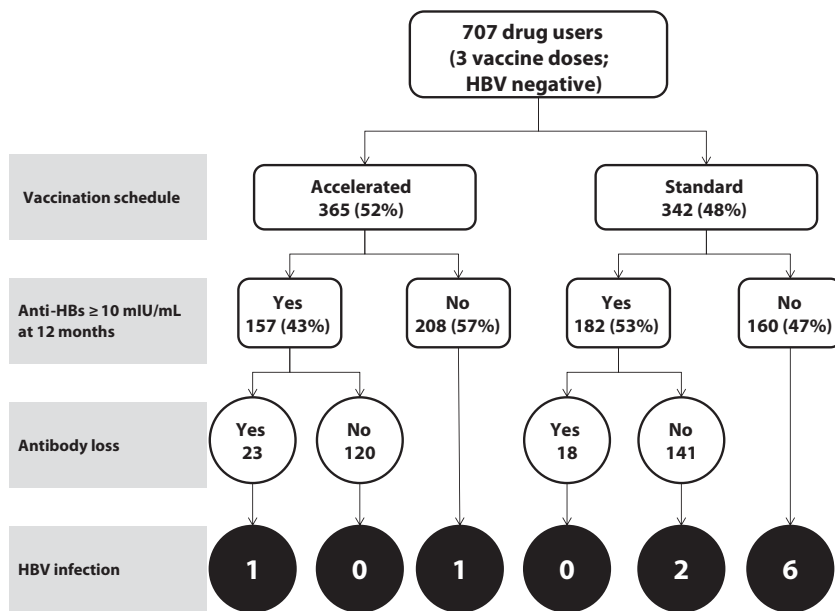 707 drug users
(3 vaccine doses;
HBV negative)
Vaccination schedule
Accelerated
365 (52%)
Standard
342 (48%)
Anti-HBs ≥ 10 mIU/mL
at 12 months
Yes
157 (43%)
No
208 (57%)
Yes
182 (53%)
No
160 (47%)
Antibody loss
Yes
23
No
120
Yes
18
No
141
HBV infection
1
0
1
0
2
6